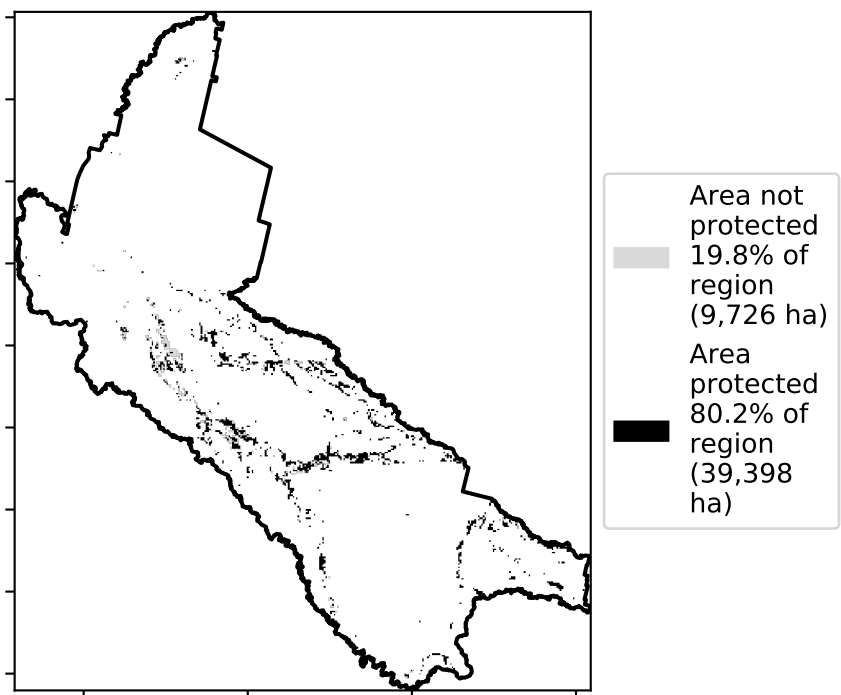 Area not
protected
19.8% of
region
(9,726 ha)
Area
protected
80.2% of
region
(39,398
ha)